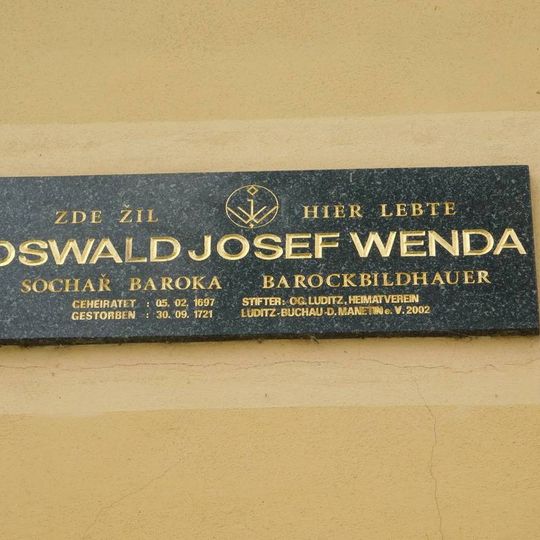 ZDE ŽIL HIER LEBTE
OSWALD JOSEF WENDA
SOCHAŘ BAROKA BAROCKBILDHAUER
GEHEIRATET : 05. 02. 1697 STIFTER: OG. LUDITZ, HEIMATVEREIN
GESTORBEN : 30. 09. 1721 LUDITZ-BUCHAU-D. MANETIN e. V. 2002